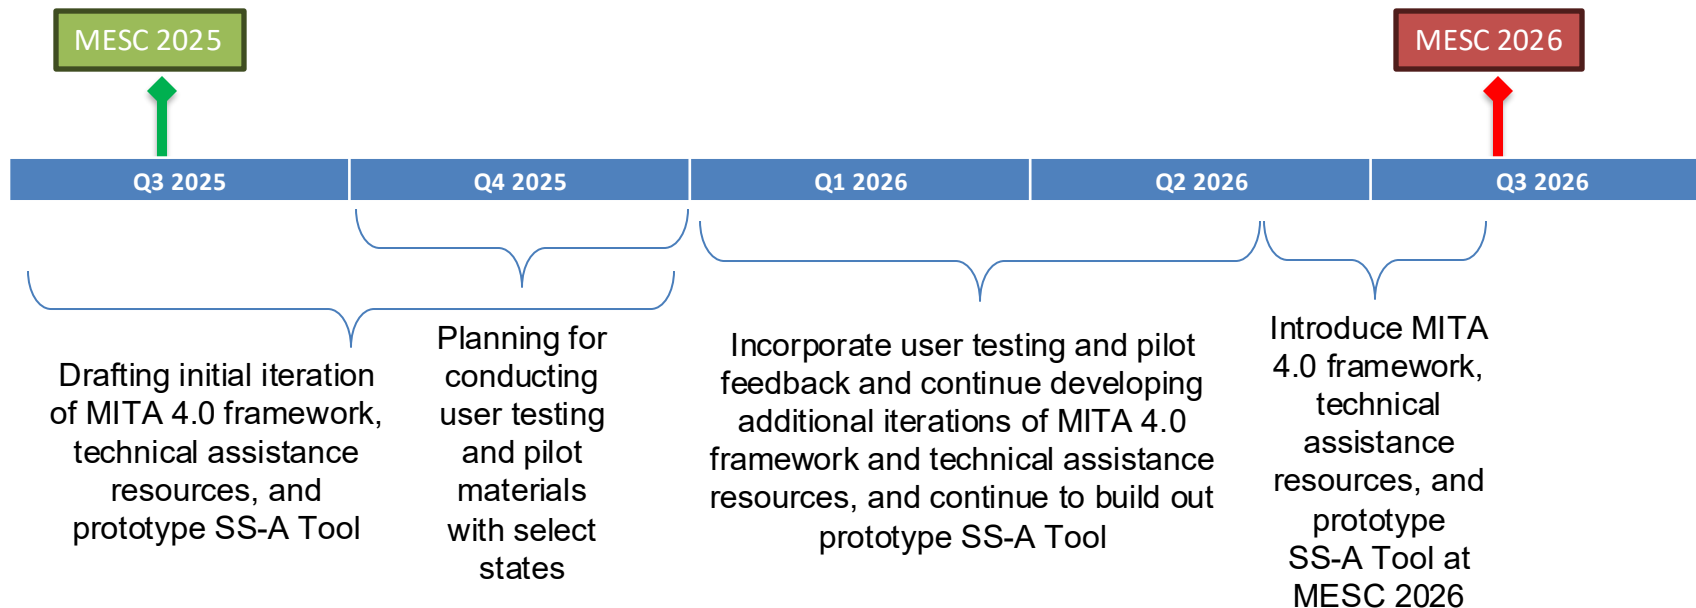 MESC 2025
MESC 2026
Q3 2025
Q4 2025
Q1 2026
Q2 2026
Q3 2026
Drafting initial iteration
of MITA 4.0 framework,
technical assistance
resources, and
prototype SS-A Tool
Planning for
conducting
user testing
and pilot
materials
with select
states
Incorporate user testing and pilot
feedback and continue developing
additional iterations of MITA 4.0
framework and technical assistance
resources, and continue to build out
prototype SS-A Tool
Introduce MITA
4.0 framework,
technical
assistance
resources, and
prototype
SS-A Tool at
MESC 2026